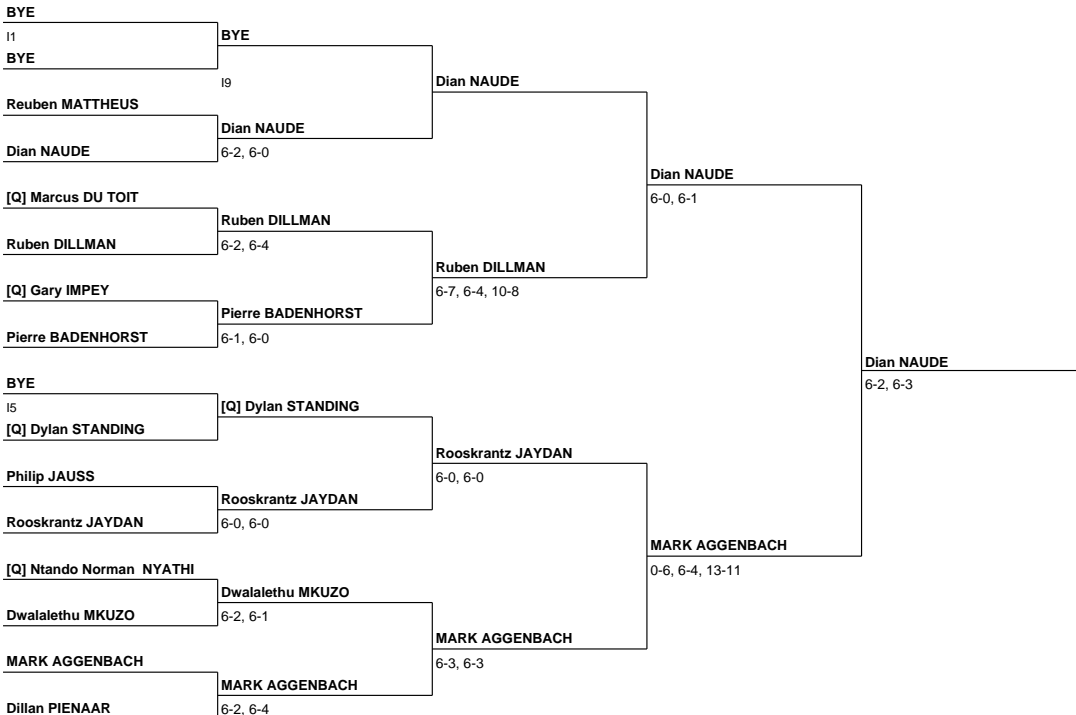 BYE
I1
BYE
BYE
I9
Reuben MATTHEUS
Dian NAUDE
Dian NAUDE
6-2, 6-0
Dian NAUDE
[Q] Marcus DU TOIT
Ruben DILLMAN
Ruben DILLMAN
6-2, 6-4
[Q] Gary IMPEY
Pierre BADENHORST
Pierre BADENHORST
6-1, 6-0
Ruben DILLMAN
6-7, 6-4, 10-8
Dian NAUDE
6-0, 6-1
BYE
I5
[Q] Dylan STANDING
[Q] Dylan STANDING
Philip JAUSS
Rooskrantz JAYDAN
Rooskrantz JAYDAN
6-0, 6-0
Rooskrantz JAYDAN
6-0, 6-0
[Q] Ntando Norman  NYATHI
Dwalalethu MKUZO
Dwalalethu MKUZO
6-2, 6-1
MARK AGGENBACH
Dillan PIENAAR
MARK AGGENBACH
6-2, 6-4
MARK AGGENBACH
6-3, 6-3
MARK AGGENBACH
0-6, 6-4, 13-11
Dian NAUDE
6-2, 6-3